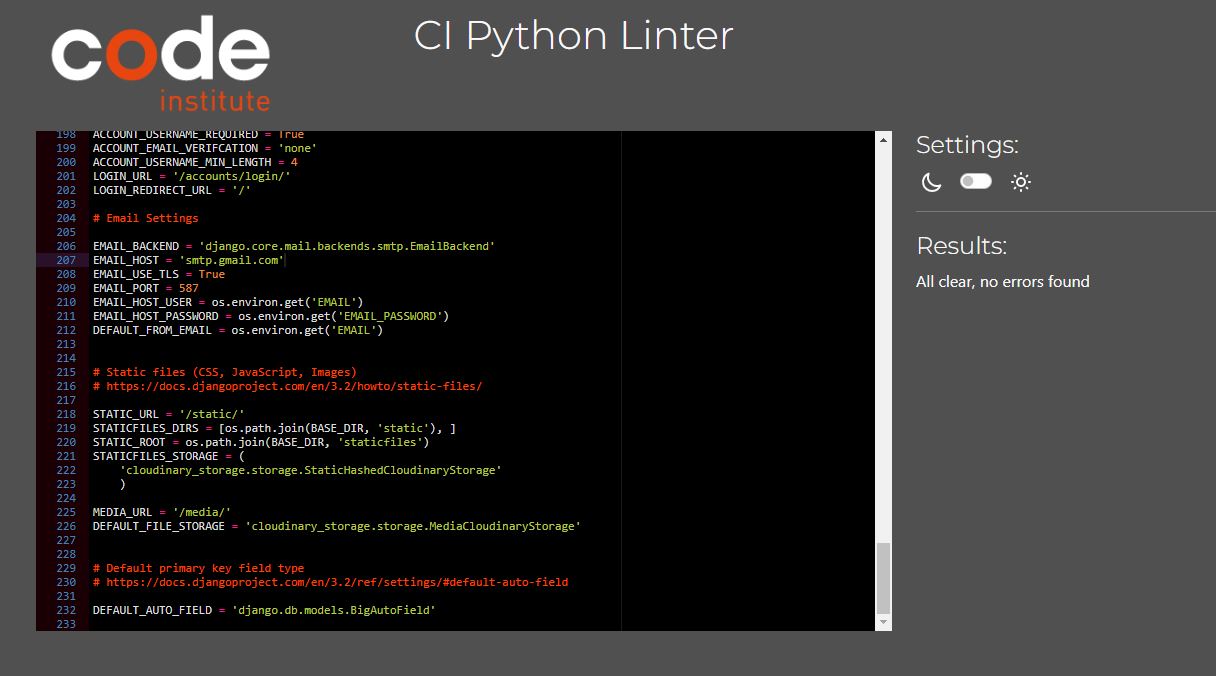 code
institute
CI Python Linter
198 ACCOUNT_USERNAME_REQUIRED = True
199 ACCOUNT_EMAIL_VERIFCATION = 'none'
200 ACCOUNT_USERNAME_MIN_LENGTH = 4
201 LOGIN_URL = '/accounts/login/'
202 LOGIN_REDIRECT_URL = '/'
203
204 # Email Settings
205
206 EMAIL_BACKEND = 'django.core.mail.backends.smtp.EmailBackend'
207 EMAIL_HOST = 'smtp.gmail.com'
208 EMAIL_USE_TLS = True
209 EMAIL_PORT = 587
210 EMAIL_HOST_USER = os.environ.get('EMAIL')
211 EMAIL_HOST_PASSWORD = os.environ.get('EMAIL_PASSWORD')
212 DEFAULT_FROM_EMAIL = os.environ.get('EMAIL')
213
214
215 # Static files (CSS, JavaScript, Images)
216 # https://docs.djangoproject.com/en/3.2/howto/static-files/
217
218 STATIC_URL = '/static/'
219 STATICFILES_DIRS = [os.path.join(BASE_DIR, 'static'), ]
220 STATIC_ROOT = os.path.join(BASE_DIR, 'staticfiles')
221 STATICFILES_STORAGE = (
222     'cloudinary_storage.storage.StaticHashedCloudinaryStorage'
223     )
224
225 MEDIA_URL = '/media/'
226 DEFAULT_FILE_STORAGE = 'cloudinary_storage.storage.MediaCloudinaryStorage'
227
228
229 # Default primary key field type
230 # https://docs.djangoproject.com/en/3.2/ref/settings/#default-auto-field
231
232 DEFAULT_AUTO_FIELD = 'django.db.models.BigAutoField'
233
Settings:
Results:
All clear, no errors found